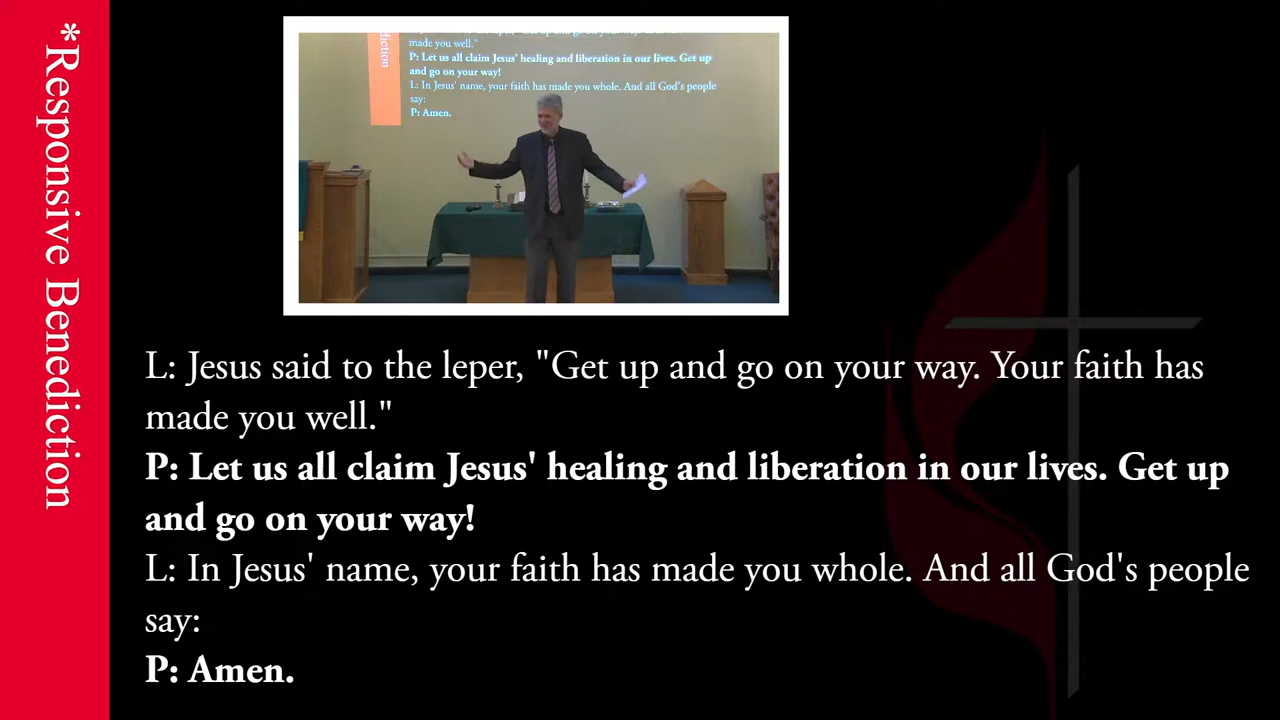 *Responsive Benediction
diction
made you well."
P: Let us all claim Jesus' healing and liberation in our lives. Get up
and go on your way!
L: In Jesus' name, your faith has made you whole. And all God's people
say:
P: Amen.
L: Jesus said to the leper, "Get up and go on your way. Your faith has
made you well."
P: Let us all claim Jesus' healing and liberation in our lives. Get up
and go on your way!
L: In Jesus' name, your faith has made you whole. And all God's people
say:
P: Amen.